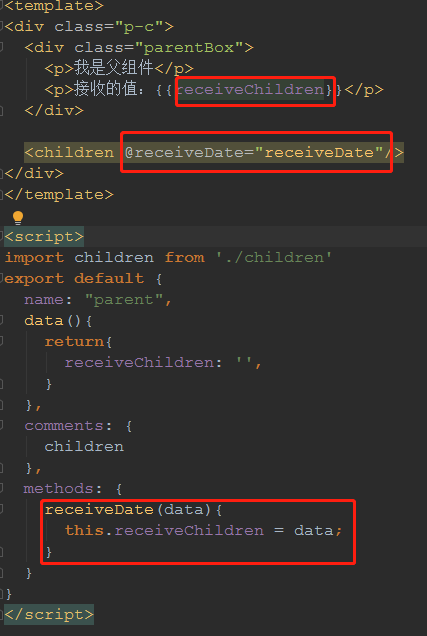 <template>
<div class="p-c">
<div class="parentBox">
<p>我是父组件</p>
<p>接收的值：{{receiveChildren}}</p>
</div>
<children @receiveDate="receiveDate"/>
</div>
</template>
<script>
import children from './children'
export default {
name: "parent",
data(){
return{
receiveChildren: '',
}
},
comments: {
children
},
methods: {
receiveDate(data){
this.receiveChildren = data;
}
}
}
</script>